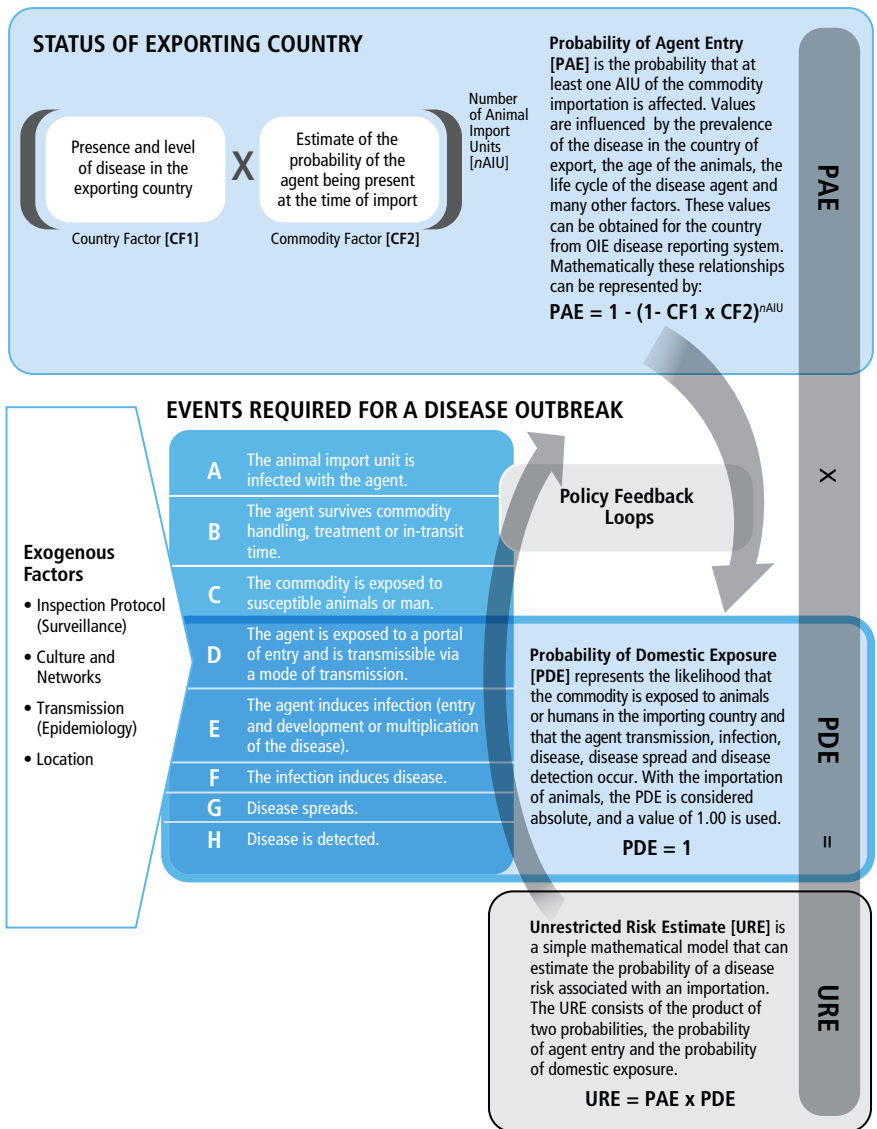 STATUS OF EXPORTING COUNTRY
Presence and level
of disease in the
exporting country
X
Estimate of the
probability of the
agent being present
at the time of import
Number
of Animal
Import
Units
[nAIU]
Country Factor [CF1]
Commodity Factor [CF2]
Probability of Agent Entry
[PAE] is the probability that at
least one AIU of the commodity
importation is affected. Values
are influenced by the prevalence
of the disease in the country of
export, the age of the animals, the
life cycle of the disease agent and
many other factors. These values
can be obtained for the country
from OIE disease reporting system.
Mathematically these relationships
can be represented by:
PAE = 1 - (1- CF1 x CF2)nAIU
PAE
X
PDE
=
URE
EVENTS REQUIRED FOR A DISEASE OUTBREAK
Exogenous
Factors
• Inspection Protocol
(Surveillance)
• Culture and
Networks
• Transmission
(Epidemiology)
• Location
A The animal import unit is
infected with the agent.
B The agent survives commodity
handling, treatment or in-transit
time.
C The commodity is exposed to
susceptible animals or man.
D The agent is exposed to a portal
of entry and is transmissible via
a mode of transmission.
E The agent induces infection (entry
and development or multiplication
of the disease).
F The infection induces disease.
G Disease spreads.
H Disease is detected.
Policy Feedback
Loops
Probability of Domestic Exposure
[PDE] represents the likelihood that
the commodity is exposed to animals
or humans in the importing country and
that the agent transmission, infection,
disease, disease spread and disease
detection occur. With the importation
of animals, the PDE is considered
absolute, and a value of 1.00 is used.
PDE = 1
Unrestricted Risk Estimate [URE] is
a simple mathematical model that can
estimate the probability of a disease
risk associated with an importation.
The URE consists of the product of
two probabilities, the probability
of agent entry and the probability
of domestic exposure.
URE = PAE x PDE